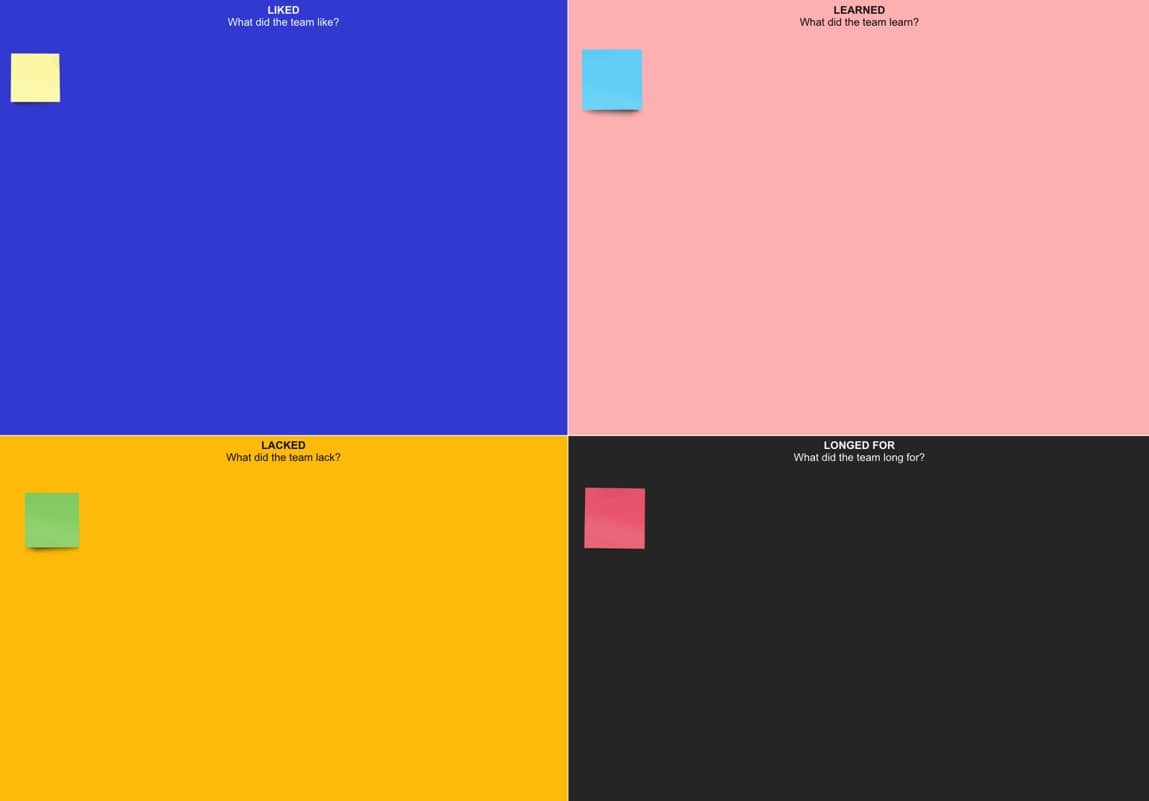 LIKED
What did the team like?
LEARNED
What did the team learn?
LACKED
What did the team lack?
LONGED FOR
What did the team long for?